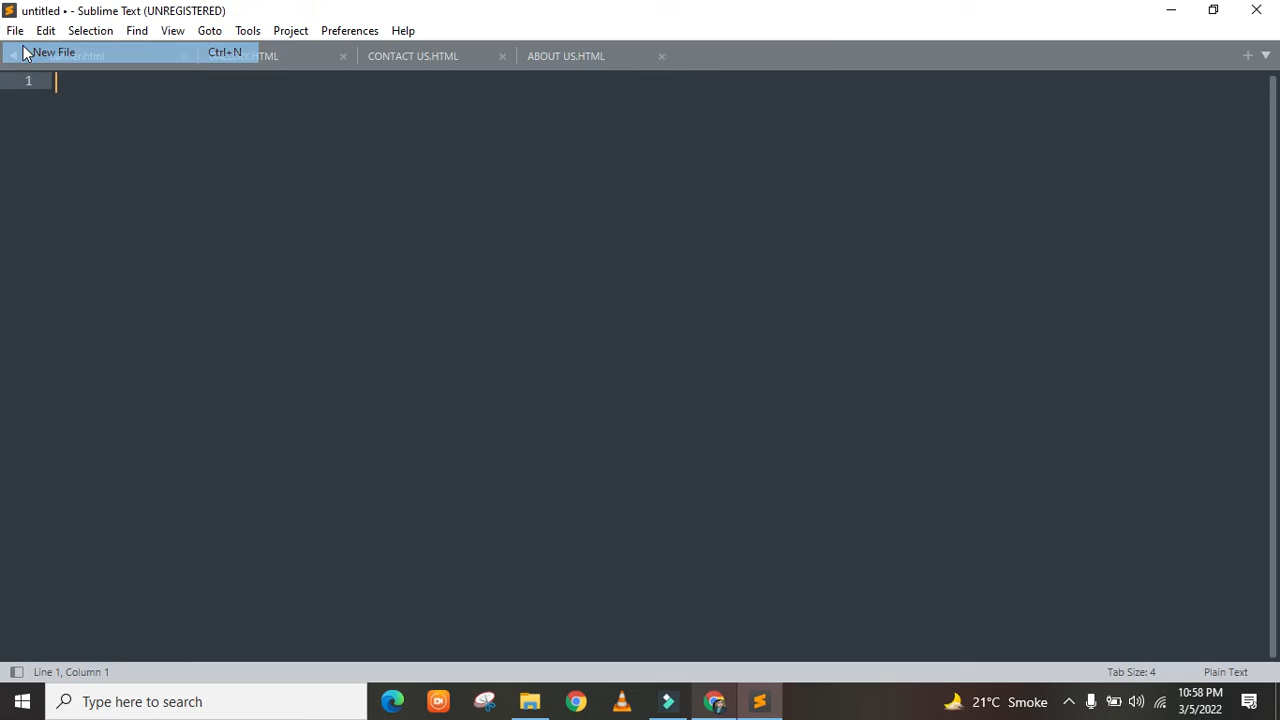 untitled • - Sublime Text (UNREGISTERED)
File Edit Selection Find View Goto Tools Project Preferences Help
New File Ctrl+N
CONTACT US.HTML ABOUT US.HTML
1
Line 1, Column 1 Tab Size: 4 Plain Text
Type here to search
21°C Smoke
10:58 PM
3/5/2022